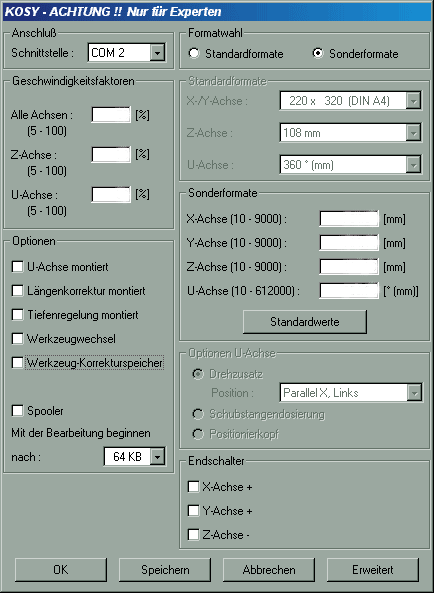 KOSY - ACHTUNG !! Nur für Experten
Anschluß
Schnittstelle : COM 2
Geschwindigkeitsfaktoren
Alle Achsen : [%]
(5 - 100)
Z-Achse : [%]
(5 - 100)
U-Achse : [%]
(5 - 100)
Optionen
U-Achse montiert
Längenkorrektur montiert
Tiefenregelung montiert
Werkzeugwechsel
Werkzeug-Korrekturspeicher
Spooler
Mit der Bearbeitung beginnen
nach : 64 KB
Formatwahl
Standardformate Sonderformate
Standardformate
X-/Y-Achse : 220 x 320 (DIN A4)
Z-Achse : 108 mm
U-Achse : 360 ° (mm)
Sonderformate
X-Achse (10 - 9000) : [mm]
Y-Achse (10 - 9000) : [mm]
Z-Achse (10 - 9000) : [mm]
U-Achse (10 - 612000) : [° (mm)]
Standardwerte
Optionen U-Achse
Drehzusatz
Position : Parallel X, Links
Schubstangendosierung
Positionierkopf
Endschalter
X-Achse +
Y-Achse +
Z-Achse -
OK Speichern Abbrechen Erweitert